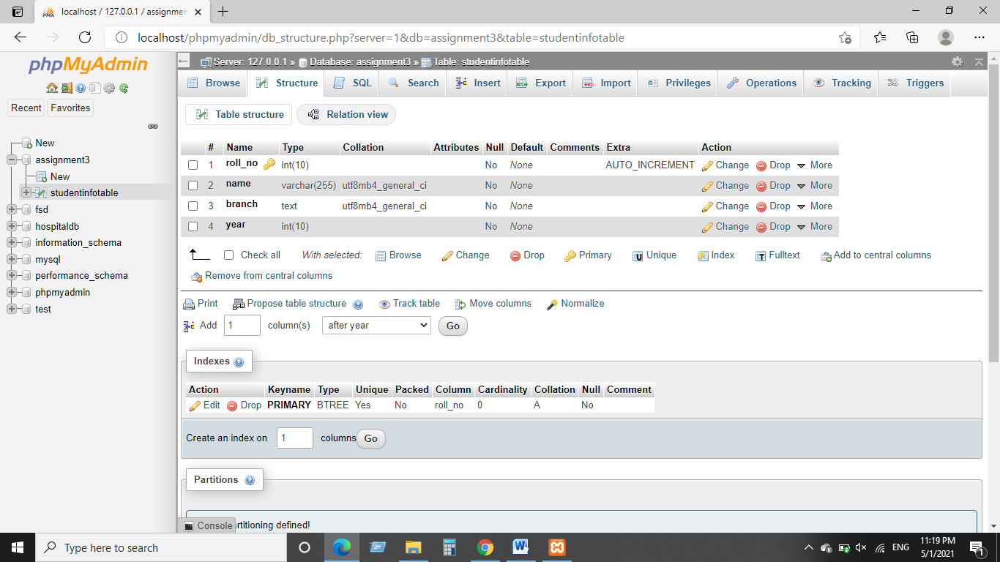 localhost / 127.0.0.1 / assignmen
localhost/phpmyadmin/db_structure.php?server=1&db=assignment3&table=studentinfotable
phpMyAdmin
Recent Favorites
New
assignment3
New
studentinfotable
fsd
hospitaldb
information_schema
mysql
performance_schema
phpmyadmin
test
Server: 127.0.0.1 » Database: assignment3 » Table: studentinfotable
Browse Structure SQL Search Insert Export Import Privileges Operations Tracking Triggers
Table structure Relation view
# Name Type Collation Attributes Null Default Comments Extra Action
1 roll_no int(10) No None AUTO_INCREMENT Change Drop More
2 name varchar(255) utf8mb4_general_ci No None Change Drop More
3 branch text utf8mb4_general_ci No None Change Drop More
4 year int(10) No None Change Drop More
Check all With selected: Browse Change Drop Primary Unique Index Fulltext Add to central columns
Remove from central columns
Print Propose table structure Track table Move columns Normalize
Add 1 column(s) after year Go
Indexes
Action Keyname Type Unique Packed Column Cardinality Collation Null Comment
Edit Drop PRIMARY BTREE Yes No roll_no 0 A No
Create an index on 1 columns Go
Partitions
Console rtitioning defined!
Type here to search
ENG
11:19 PM
5/1/2021
1